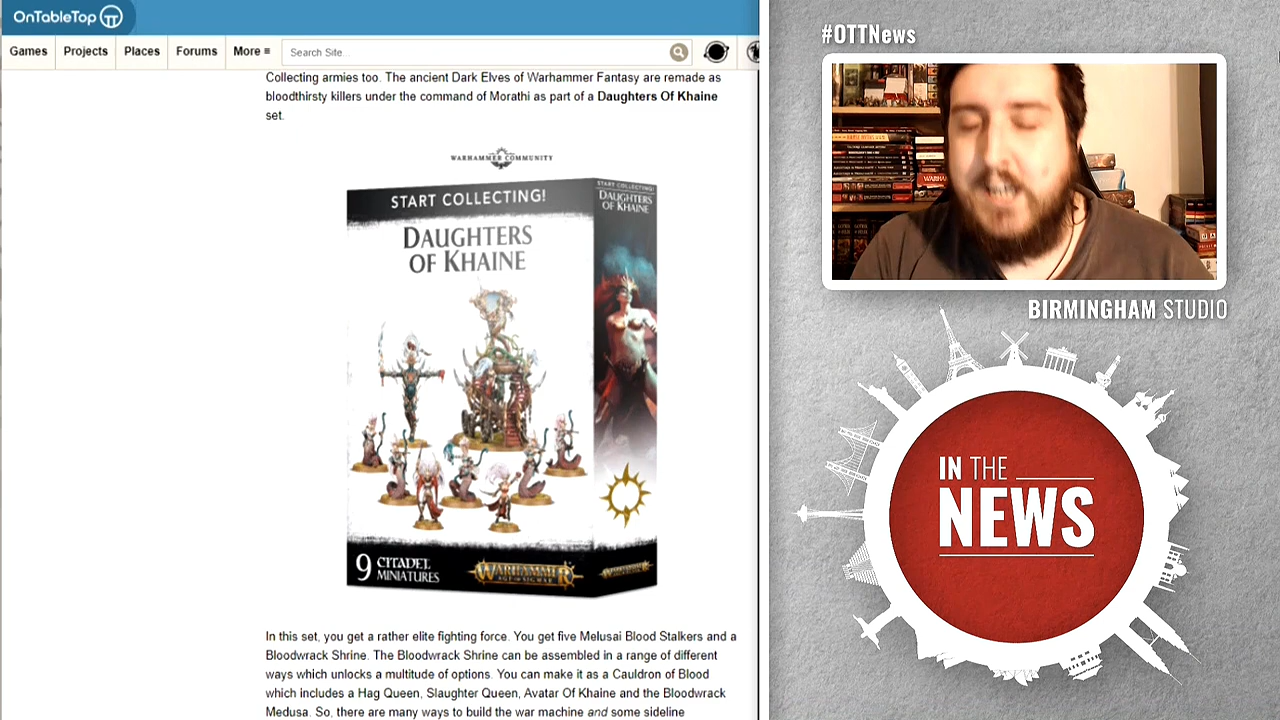 OnTableTop
Games Projects Places Forums More ≡ Search Site...
Collecting armies too. The ancient Dark Elves of Warhammer Fantasy are remade as
bloodthirsty killers under the command of Morathi as part of a Daughters Of Khaine
set.
WARHAMMER COMMUNITY
START COLLECTING!
DAUGHTERS
OF KHAINE
9 CITADEL
MINIATURES
WARHAMMER
AGE OF SIGMAR
START COLLECTING!
DAUGHTERS
OF KHAINE
WARHAMMER
In this set, you get a rather elite fighting force. You get five Melusai Blood Stalkers and a
Bloodwrack Shrine. The Bloodwrack Shrine can be assembled in a range of different
ways which unlocks a multitude of options. You can make it as a Cauldron of Blood
which includes a Hag Queen, Slaughter Queen, Avatar Of Khaine and the Bloodwrack
Medusa. So, there are many ways to build the war machine and some sideline
#OTTNews
BIRMINGHAM STUDIO
IN THE
NEWS